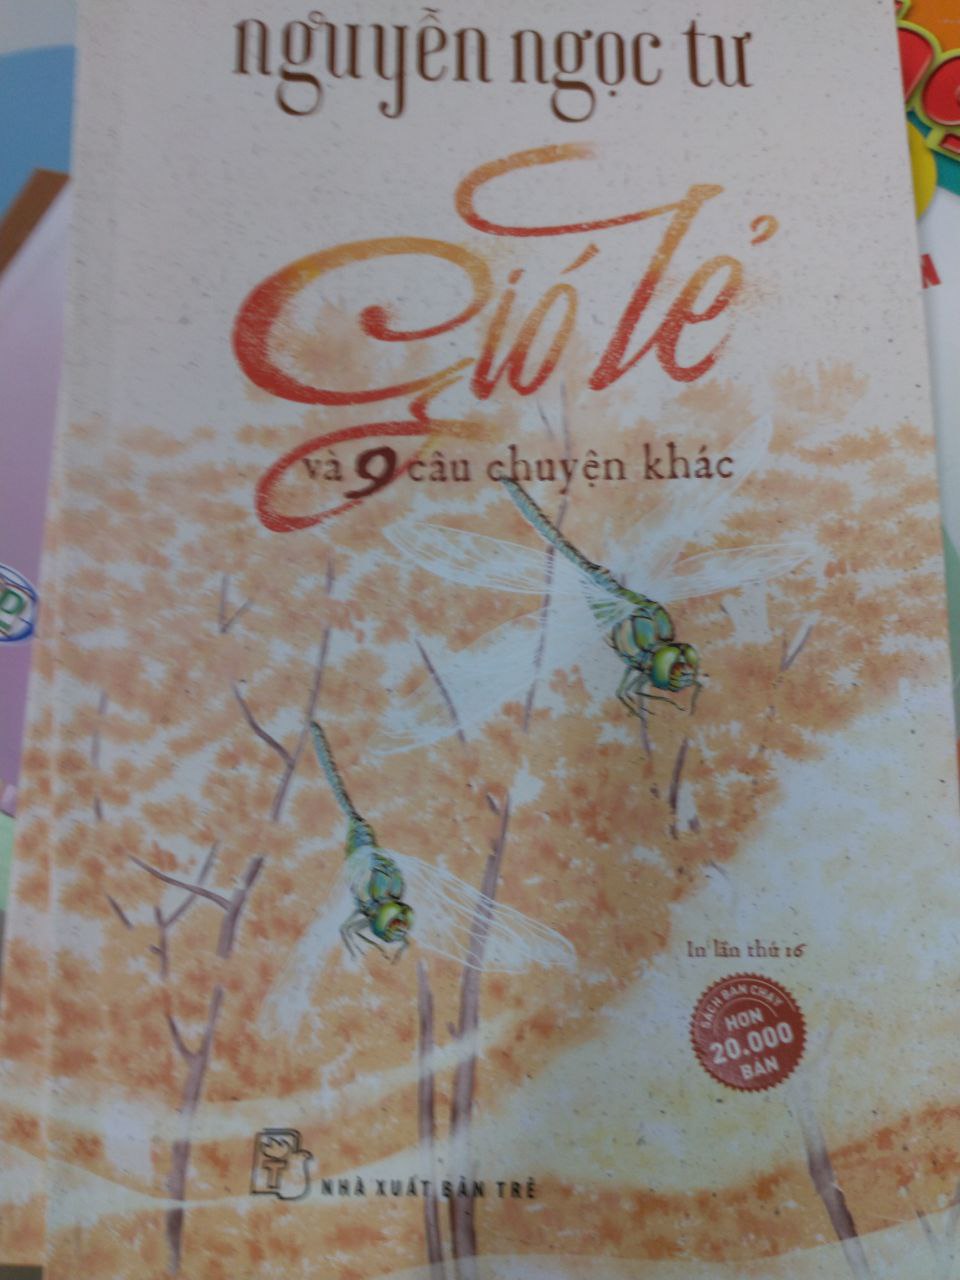 nguyễn ngọc tư
Gió lẻ
và 9 câu chuyện khác
In lần thứ 16
SÁCH BÁN CHẠY
HƠN
20.000
BẢN
NHÀ XUẤT BẢN TRẺ